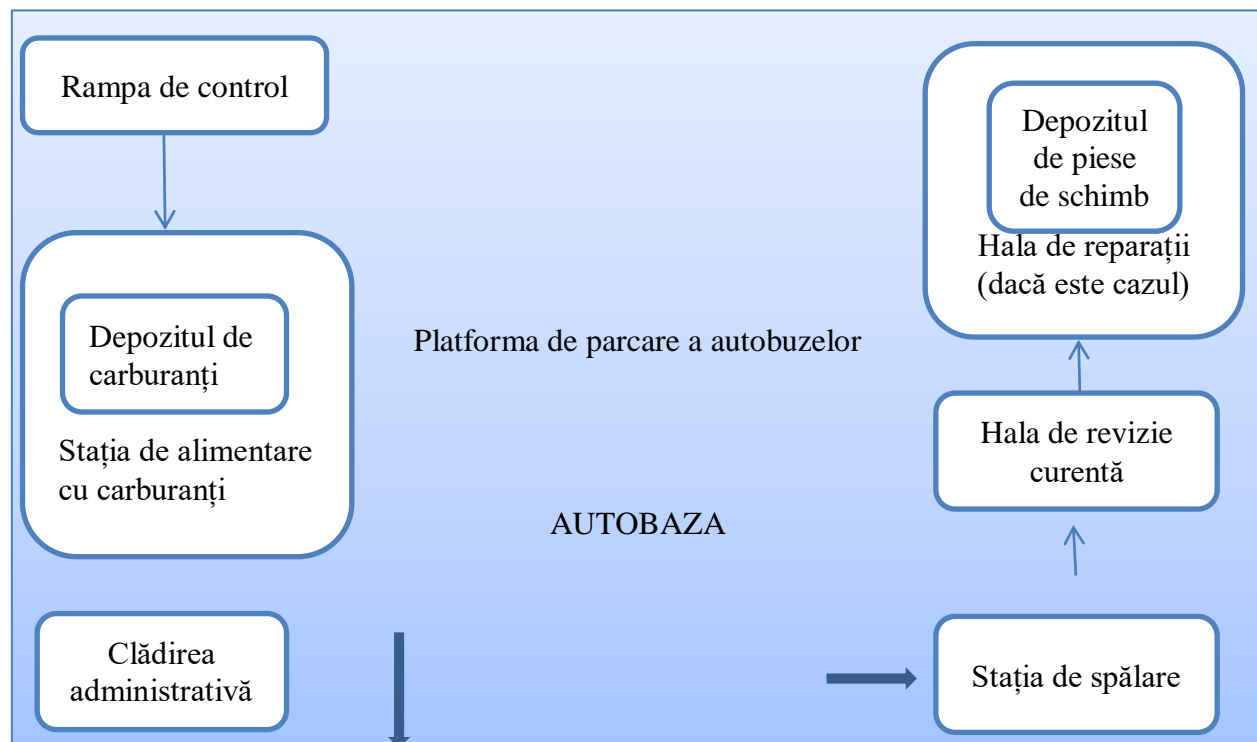 Rampa de control
Depozitul de
carburanți
Stația de alimentare
cu carburanți
Clădirea
administrativă
Platforma de parcare a autobuzelor
AUTOBAZA
Depozitul
de piese
de schimb
Hala de reparații
(dacă este cazul)
Hala de revizie
curentă
Stația de spălare